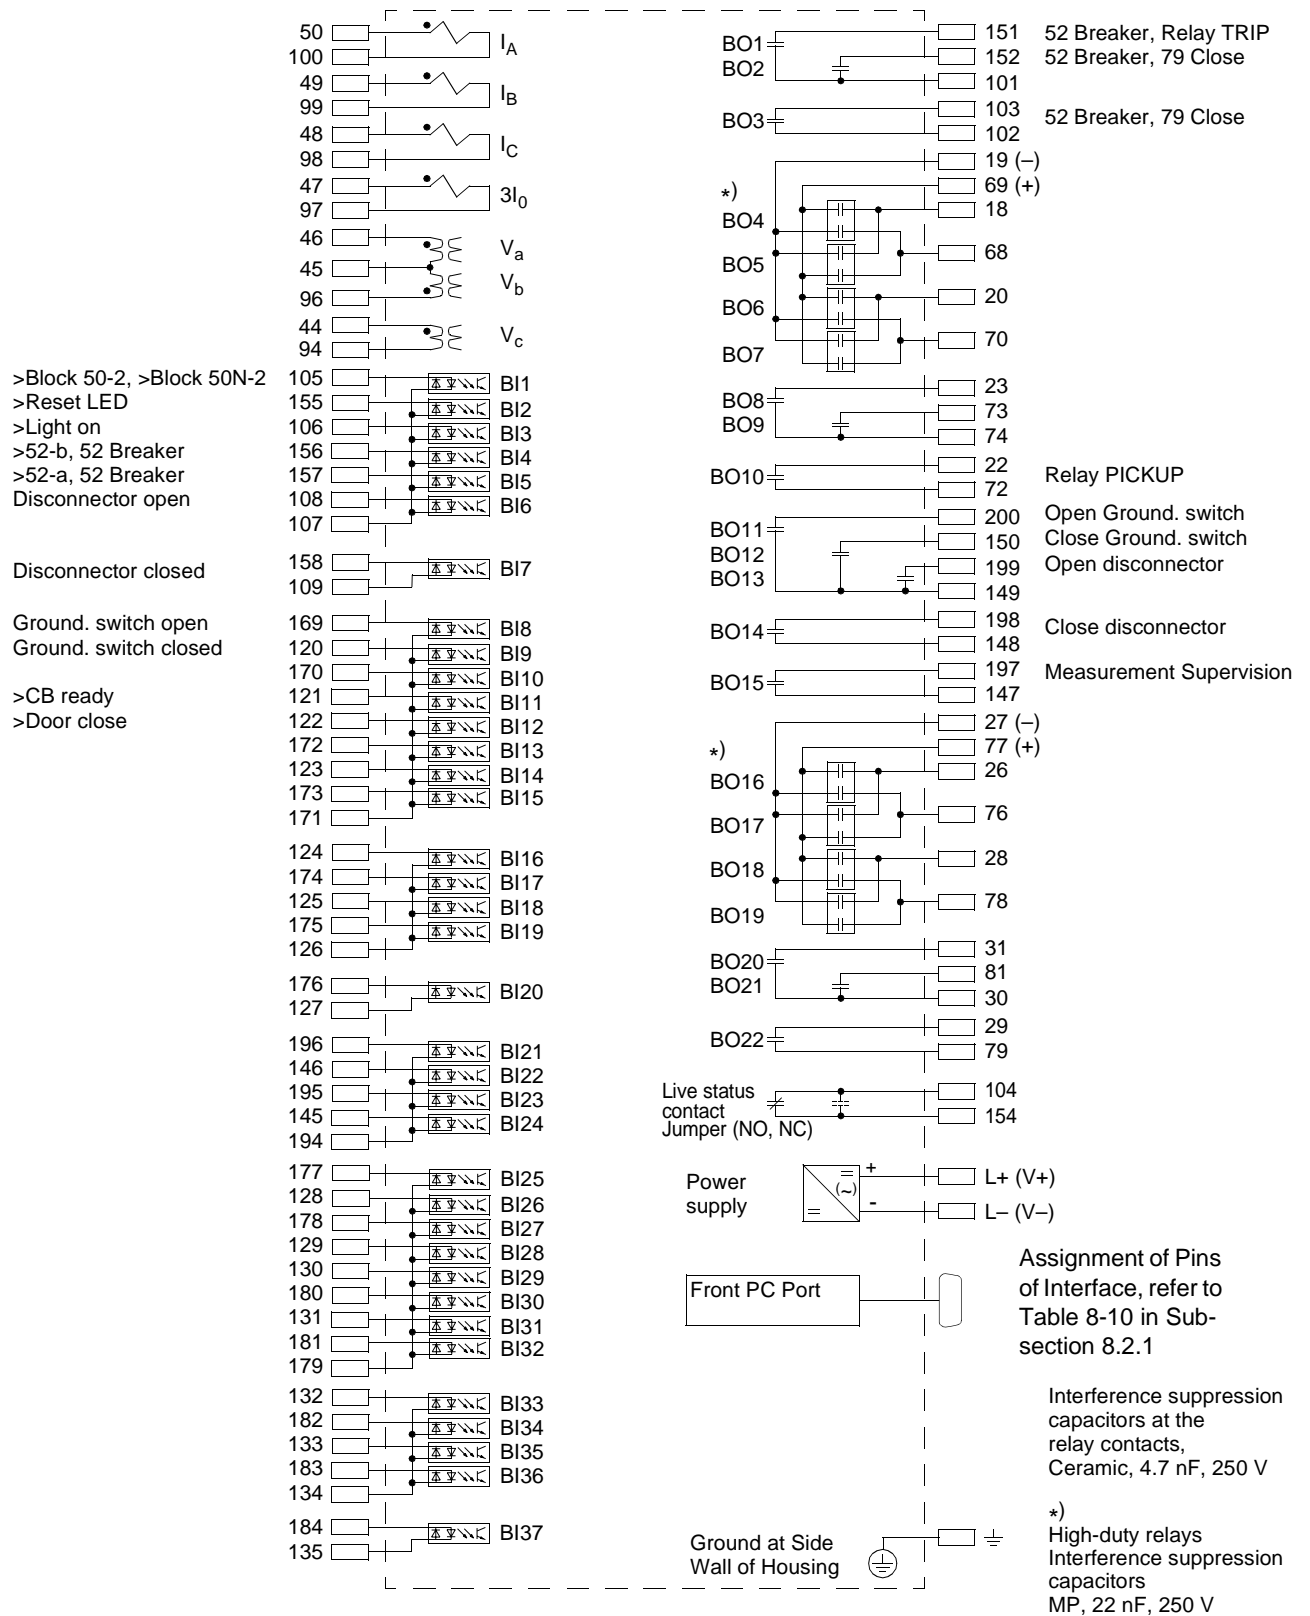 50
100
I_A
49
99
I_B
48
98
I_C
47
97
3I_0
46
45
96
V_a
V_b
44
94
V_c
>Block 50-2, >Block 50N-2 105 BI1
>Reset LED 155 BI2
>Light on 106 BI3
>52-b, 52 Breaker 156 BI4
>52-a, 52 Breaker 157 BI5
Disconnector open 108 BI6
107
158
Disconnector closed BI7
109
Ground. switch open 169 BI8
Ground. switch closed 120 BI9
170 BI10
>CB ready 121 BI11
>Door close 122 BI12
172 BI13
123 BI14
173 BI15
171
124 BI16
174 BI17
125 BI18
175 BI19
126
176 BI20
127
196 BI21
146 BI22
195 BI23
145 BI24
194
177 BI25
128 BI26
178 BI27
129 BI28
130 BI29
180 BI30
131 BI31
181 BI32
179
132 BI33
182 BI34
133 BI35
183 BI36
134
184 BI37
135
BO1 151 52 Breaker, Relay TRIP
BO2 152 52 Breaker, 79 Close
101
103
BO3 52 Breaker, 79 Close
102
19 (–)
69 (+)
*)
18
BO4
68
BO5
20
BO6
70
BO7
23
BO8
73
BO9
74
22
BO10 Relay PICKUP
72
BO11 200 Open Ground. switch
BO12 150 Close Ground. switch
BO13 199 Open disconnector
149
198
BO14 Close disconnector
148
197 Measurement Supervision
BO15
147
27 (–)
77 (+)
*)
26
BO16
76
BO17
28
BO18
78
BO19
31
BO20
81
BO21
30
29
BO22
79
Live status
contact
Jumper (NO, NC)
104
154
Power
supply
=
(~)
=
+
-
L+ (V+)
L– (V–)
Front PC Port
Assignment of Pins
of Interface, refer to
Table 8-10 in Sub-
section 8.2.1
Interference suppression
capacitors at the
relay contacts,
Ceramic, 4.7 nF, 250 V
Ground at Side
Wall of Housing
*)
High-duty relays
Interference suppression
capacitors
MP, 22 nF, 250 V